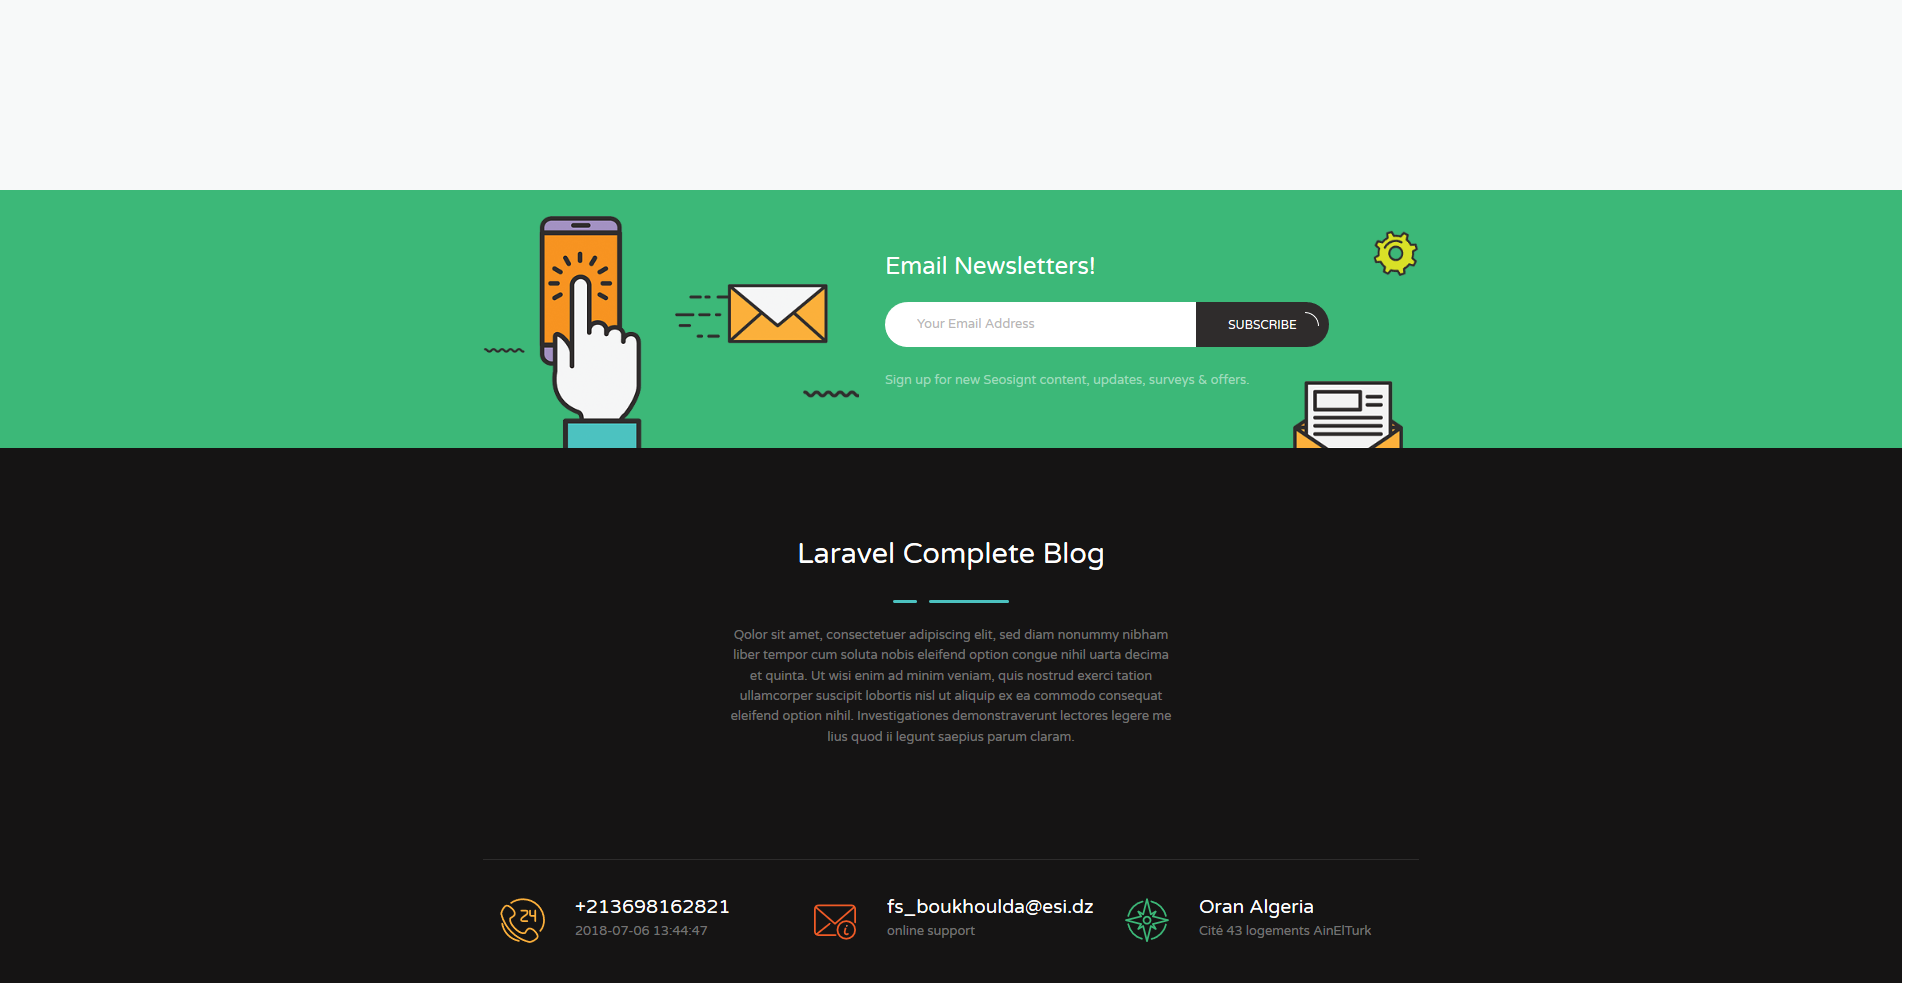 Email Newsletters!
Your Email Address
SUBSCRIBE
Sign up for new Seosignt content, updates, surveys & offers.
Laravel Complete Blog
Qolor sit amet, consectetuer adipiscing elit, sed diam nonummy nibham
liber tempor cum soluta nobis eleifend option congue nihil uarta decima
et quinta. Ut wisi enim ad minim veniam, quis nostrud exerci tation
ullamcorper suscipit lobortis nisl ut aliquip ex ea commodo consequat
eleifend option nihil. Investigationes demonstraverunt lectores legere me
lius quod ii legunt saepius parum claram.
24
+213698162821
2018-07-06 13:44:47
i
fs_boukhoulda@esi.dz
online support
Oran Algeria
Cité 43 logements AinElTurk